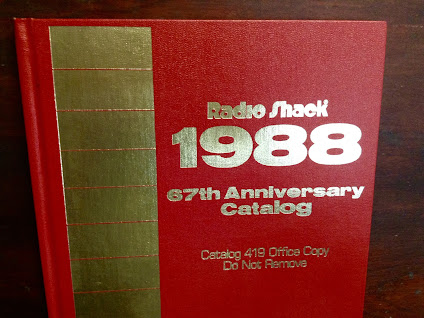 Radio Shack
1988
67th Anniversary
Catalog
Catalog 419 Office Copy
Do Not Remove